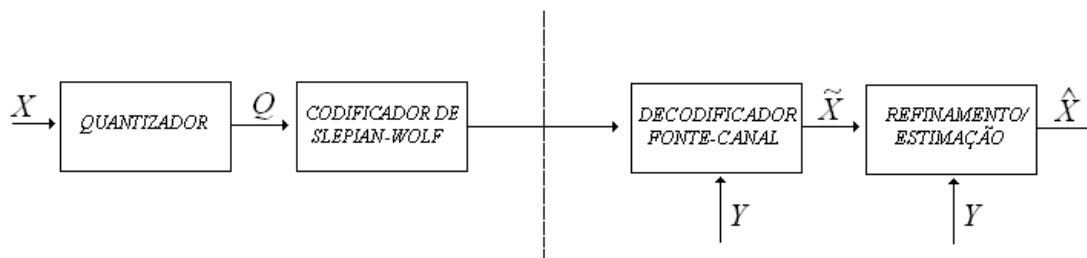 X
QUANTIZADOR
Q
CODIFICADOR DE
SLEPIAN-WOLF
DECODIFICADOR
FONTE-CANAL
X̃
REFINAMENTO/
ESTIMAÇÃO
X̂
Y
Y